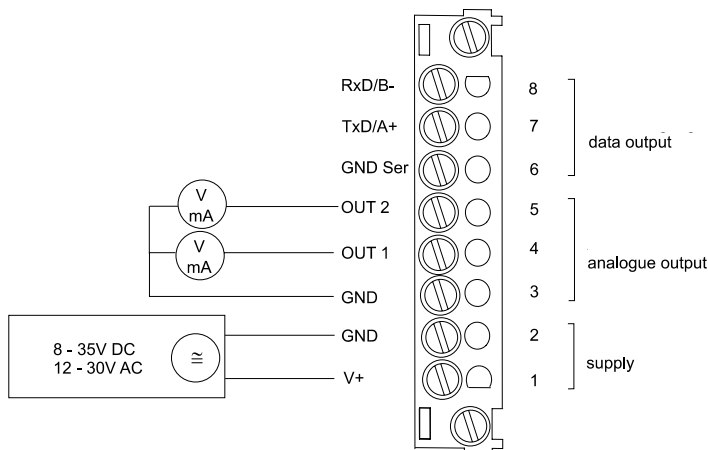 RxD/B- 8
TxD/A+ 7
data output
GND Ser 6
V
mA
OUT 2 5
V
mA
OUT 1 4
analogue output
GND 3
GND 2
8 - 35V DC
12 - 30V AC
≅
supply
V+ 1